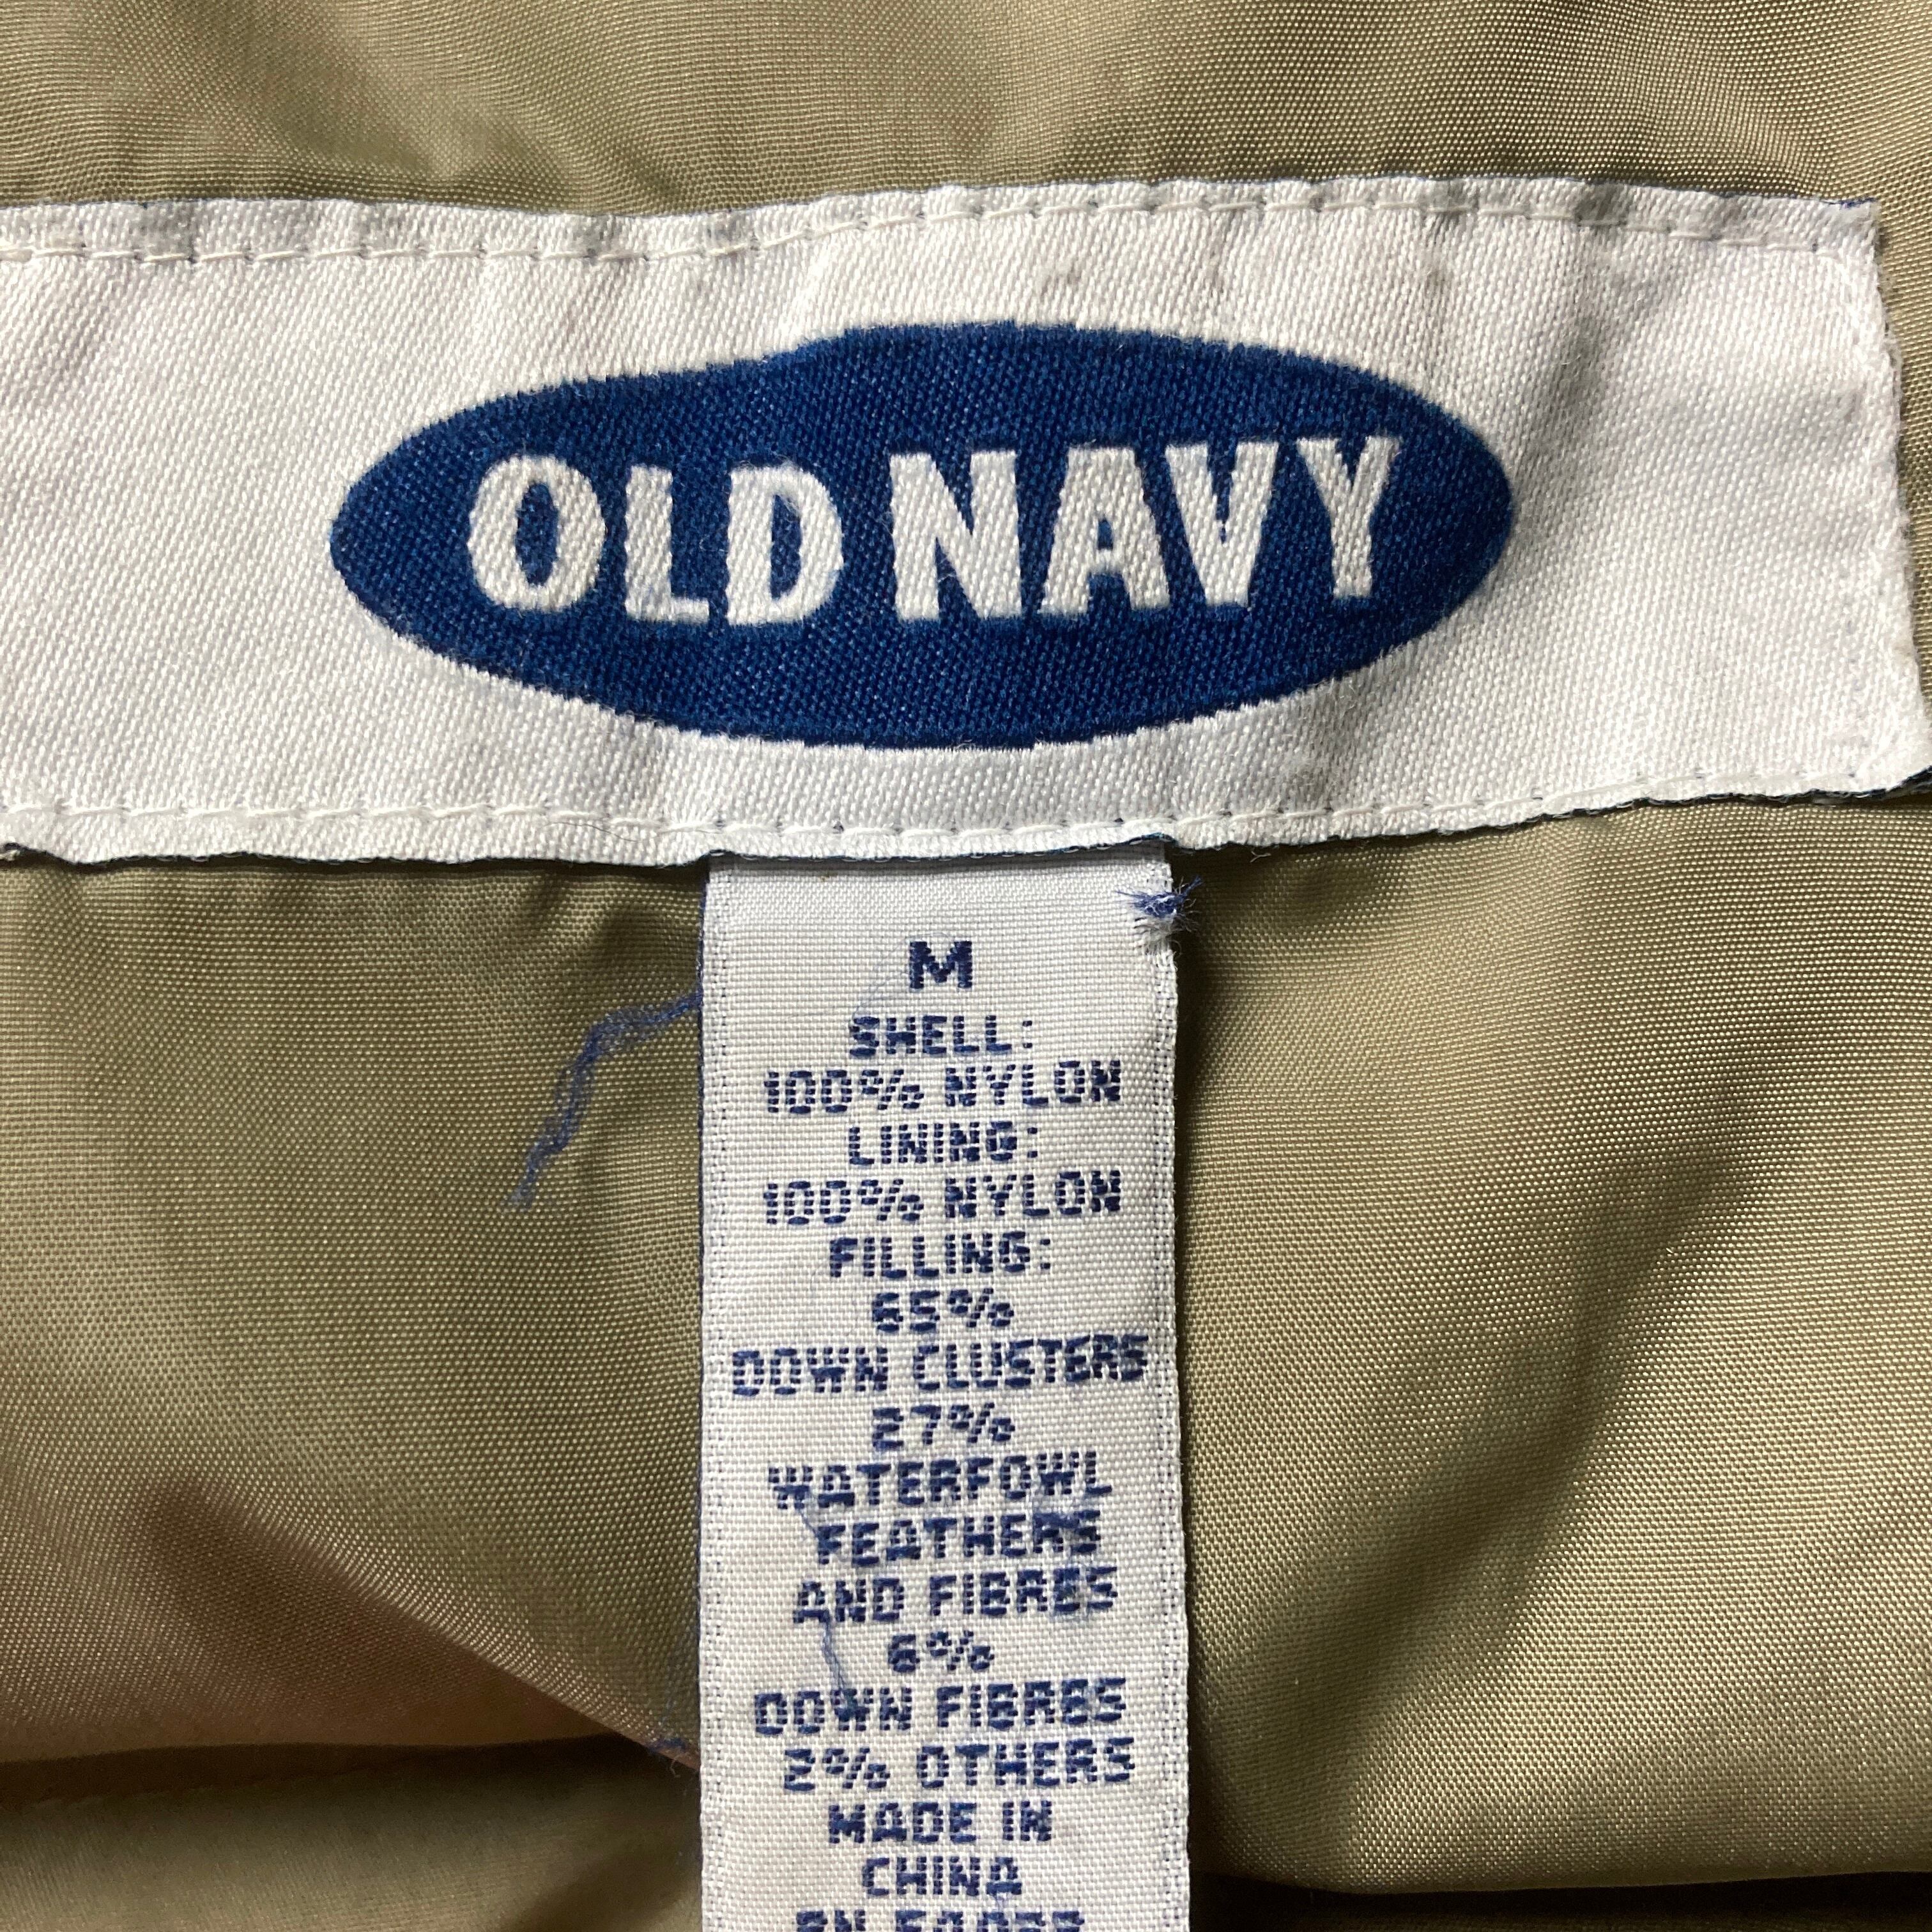 OLD NAVY
M
SHELL:
100% NYLON
LINING:
100% NYLON
FILLING:
65%
DOWN CLUSTERS
27%
WATERFOWL
FEATHERS
AND FIBRES
6%
DOWN FIBRES
2% OTHERS
MADE IN
CHINA